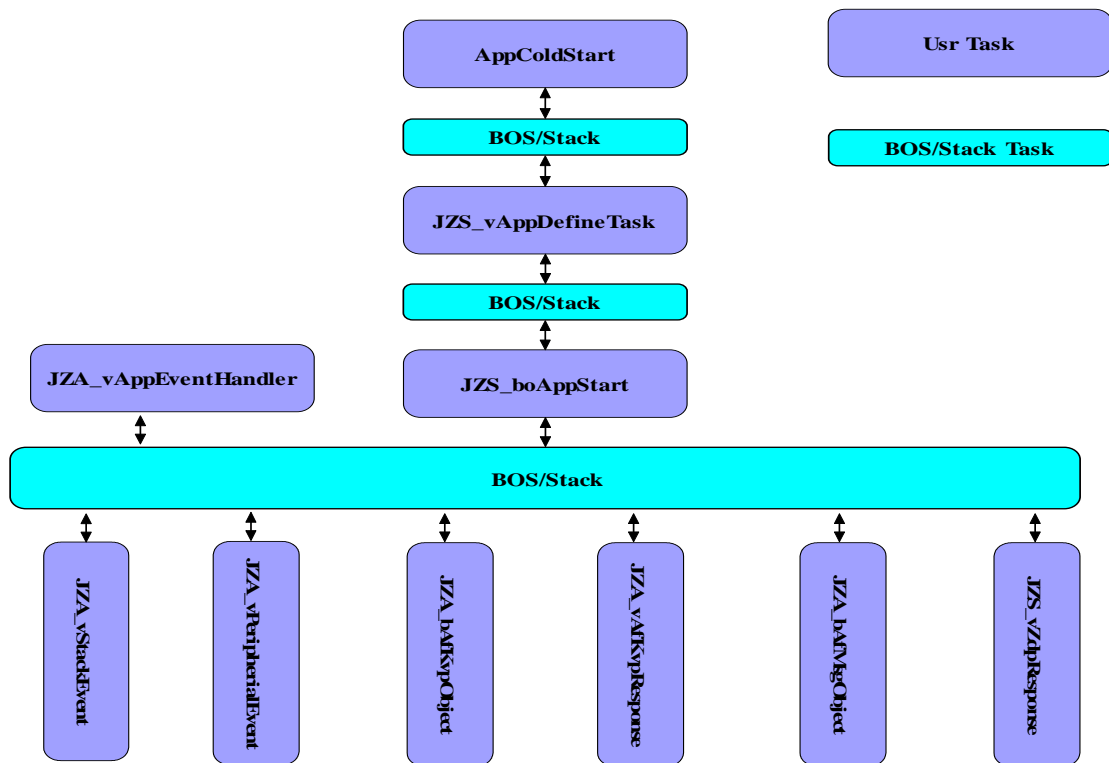 AppColdStart
Usr Task
BOS/Stack
BOS/Stack Task
JZS_vAppDefineTask
BOS/Stack
JZA_vAppEventHandler
JZS_boAppStart
BOS/Stack
JZA_vStackEvent
JZA_vPeripherialEvent
JZA_bAfKvpObject
JZA_vAfKvpResponse
JZA_bAfMsgObject
JZS_vZdpResponse